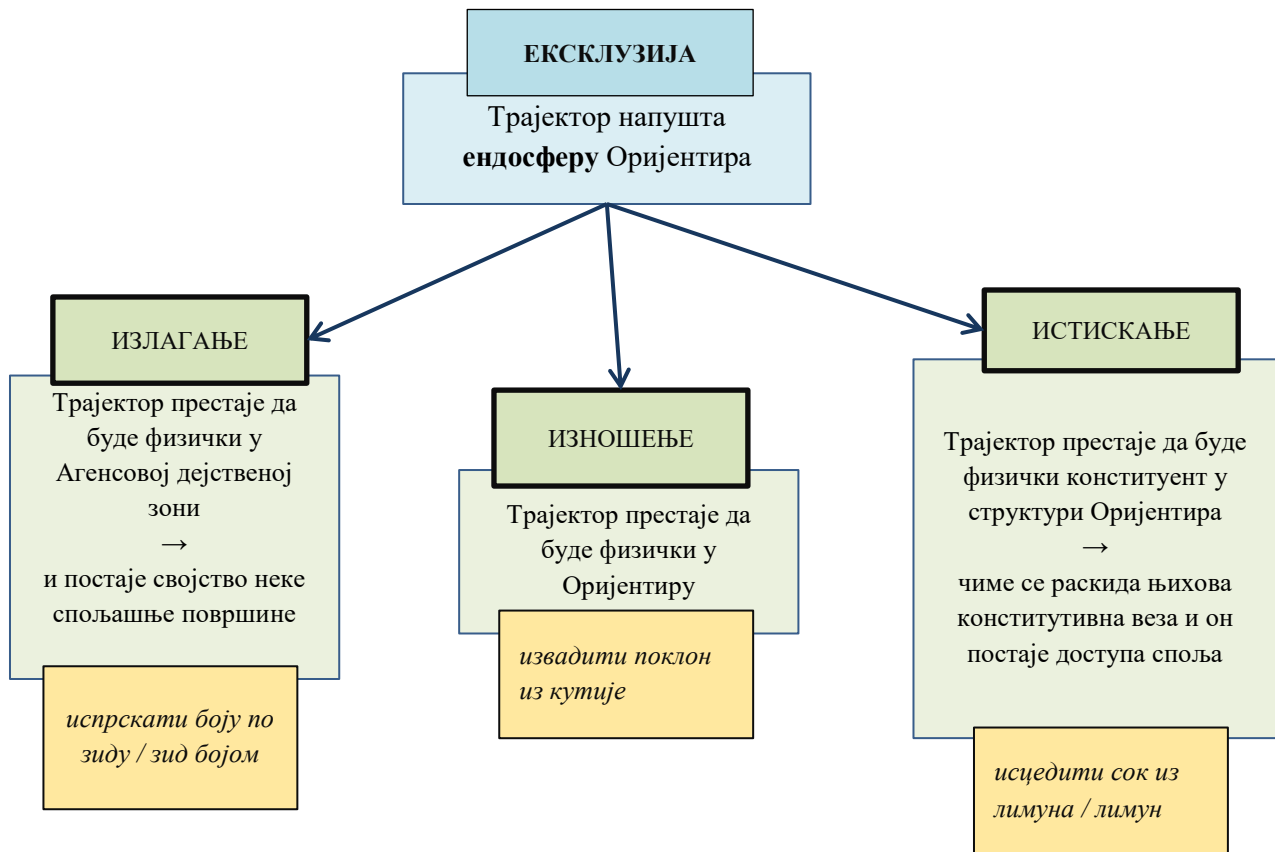 ЕКСКЛУЗИЈА
Трајектор напушта
ендосферу Оријентира
ИЗЛАГАЊЕ
Трајектор престаје да
буде физички у
Агенсовој дејственој
зони
→
и постаје својство неке
спољашње површине
испрскати боју по
зиду / зид бојом
ИЗНОШЕЊЕ
Трајектор престаје да
буде физички у
Оријентиру
извадити поклон
из кутије
ИСТИСКАЊЕ
Трајектор престаје да буде
физички конституент у
структури Оријентира
→
чиме се раскида њихова
конститутивна веза и он
постаје доступа споља
исцедити сок из
лимуна / лимун